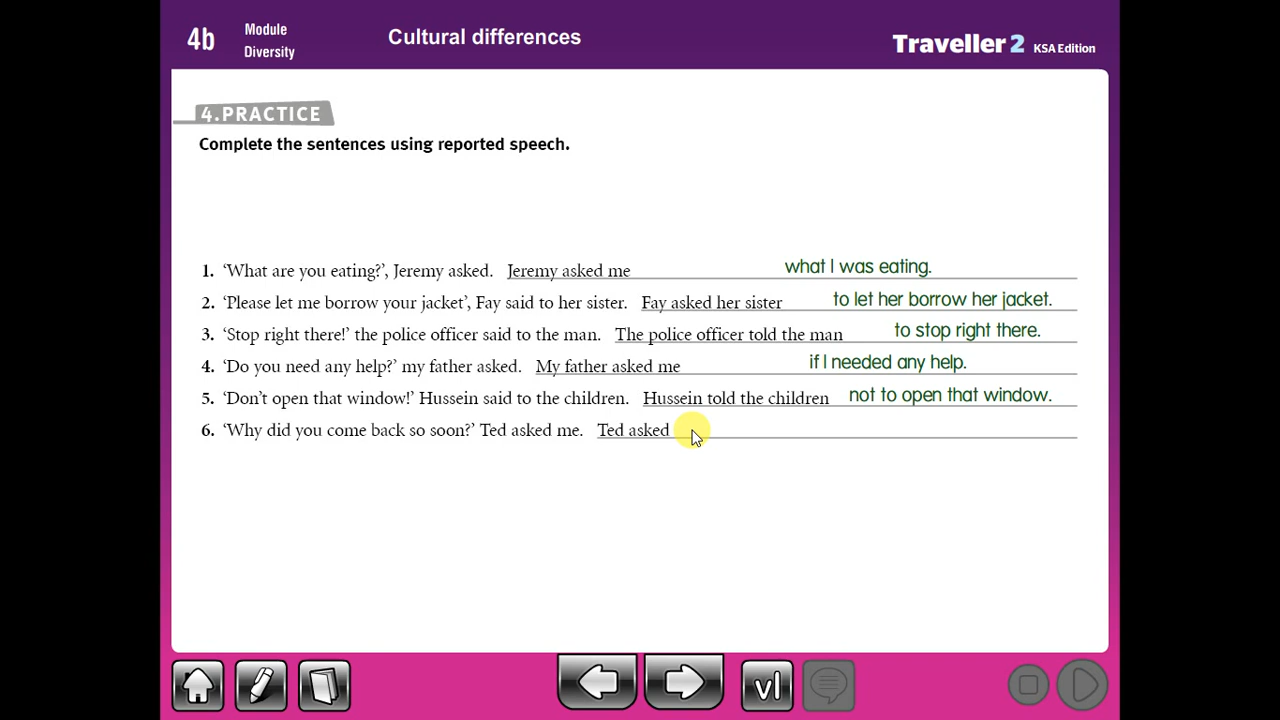 4b
Module
Diversity
Cultural differences
Traveller 2 KSA Edition
4.PRACTICE
Complete the sentences using reported speech.
1. ‘What are you eating?’, Jeremy asked. Jeremy asked me what I was eating.
2. ‘Please let me borrow your jacket’, Fay said to her sister. Fay asked her sister to let her borrow her jacket.
3. ‘Stop right there!’ the police officer said to the man. The police officer told the man to stop right there.
4. ‘Do you need any help?’ my father asked. My father asked me if I needed any help.
5. ‘Don’t open that window!’ Hussein said to the children. Hussein told the children not to open that window.
6. ‘Why did you come back so soon?’ Ted asked me. Ted asked
vl